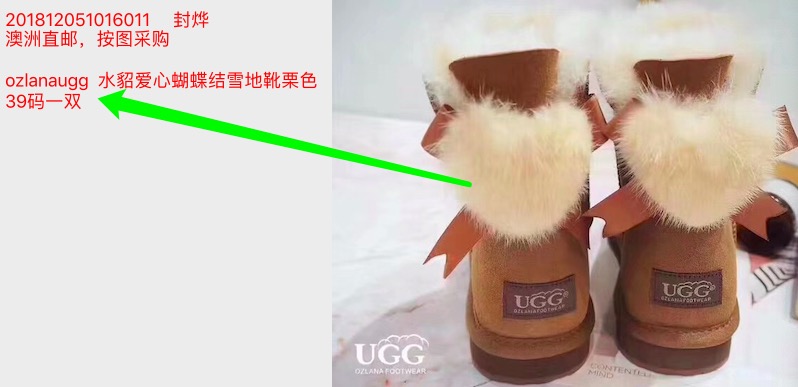 201812051016011 封烨
澳洲直邮，按图采购
ozlanaugg 水貂爱心蝴蝶结雪地靴栗色
39码一双
UGG®
OZLANA FOOTWEAR
UGG®
OZLANA FOOTWEAR
UGG
OZLANA FOOTWEAR
CONTENTED
MIND